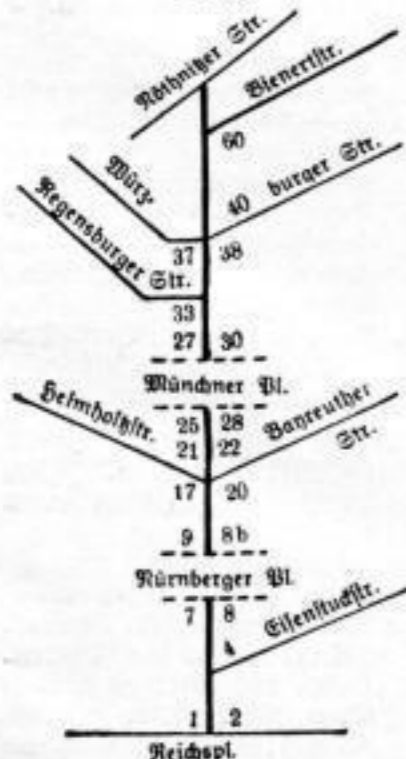 Nöthnitzer Str.
Bienertstr.
60
Würz-
40 burger Str.
37 38
Regensburger Str.
33
27 30
Münchner Pl.
Helmholtzstr.
25 28
Bayreuther Str.
21 22
17 20
9 8b
Nürnberger Pl.
7 8
Eisenstuckstr.
4
1 2
Reichspl.